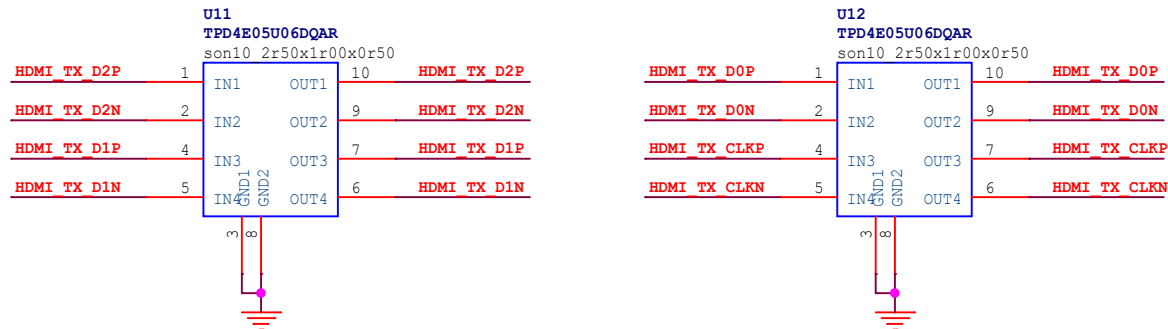 U11
TPD4E05U06DQAR
son10_2r50x1r00x0r50
HDMI_TX_D2P 1 IN1 OUT1 10 HDMI_TX_D2P
HDMI_TX_D2N 2 IN2 OUT2 9 HDMI_TX_D2N
HDMI_TX_D1P 4 IN3 OUT3 7 HDMI_TX_D1P
HDMI_TX_D1N 5 IN4 OUT4 6 HDMI_TX_D1N
GND1 GND2
3 8
U12
TPD4E05U06DQAR
son10_2r50x1r00x0r50
HDMI_TX_D0P 1 IN1 OUT1 10 HDMI_TX_D0P
HDMI_TX_D0N 2 IN2 OUT2 9 HDMI_TX_D0N
HDMI_TX_CLKP 4 IN3 OUT3 7 HDMI_TX_CLKP
HDMI_TX_CLKN 5 IN4 OUT4 6 HDMI_TX_CLKN
GND1 GND2
3 8